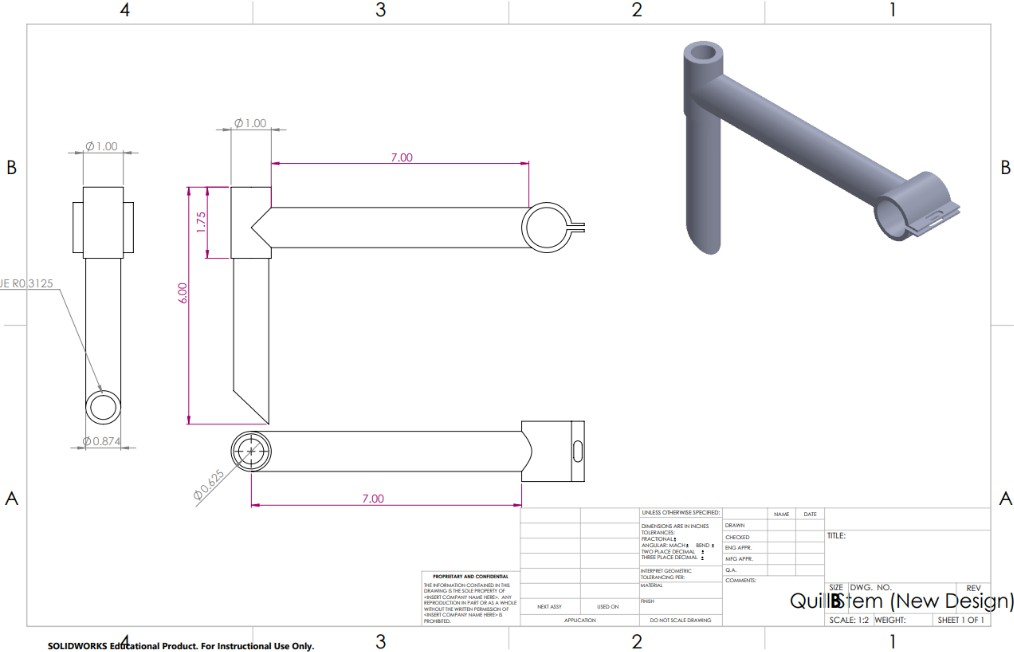 4 3 2 1
B
B
Ø1.00
Ø1.00
7.00
1.75
6.00
UE R0.3125
Ø0.874
Ø0.625
7.00
A
A
PROPRIETARY AND CONFIDENTIAL
THE INFORMATION CONTAINED IN THIS
DRAWING IS THE SOLE PROPERTY OF
<INSERT COMPANY NAME HERE>. ANY
REPRODUCTION IN PART OR AS A WHOLE
WITHOUT THE WRITTEN PERMISSION OF
<INSERT COMPANY NAME HERE> IS
PROHIBITED.
NEXT ASSY
USED ON
APPLICATION
UNLESS OTHERWISE SPECIFIED:
DIMENSIONS ARE IN INCHES
TOLERANCES:
FRACTIONAL±
ANGULAR: MACH± BEND ±
TWO PLACE DECIMAL ±
THREE PLACE DECIMAL ±
INTERPRET GEOMETRIC
TOLERANCING PER:
MATERIAL
FINISH
DO NOT SCALE DRAWING
NAME DATE
DRAWN
CHECKED
ENG APPR.
MFG APPR.
Q.A.
COMMENTS:
TITLE:
SIZE DWG. NO. REV
B
Quill Stem (New Design)
SCALE: 1:2 WEIGHT: SHEET 1 OF 1
4 3 2 1
SOLIDWORKS Educational Product. For Instructional Use Only.